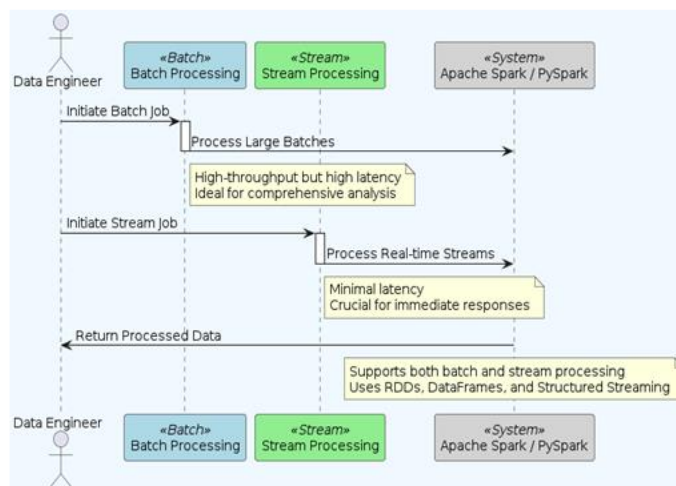 «Batch»
Batch Processing
«Stream»
Stream Processing
«System»
Apache Spark / PySpark
Data Engineer
Initiate Batch Job
Process Large Batches
High-throughput but high latency
Ideal for comprehensive analysis
Initiate Stream Job
Process Real-time Streams
Minimal latency
Crucial for immediate responses
Return Processed Data
Supports both batch and stream processing
Uses RDDs, DataFrames, and Structured Streaming
Data Engineer
«Batch»
Batch Processing
«Stream»
Stream Processing
«System»
Apache Spark / PySpark